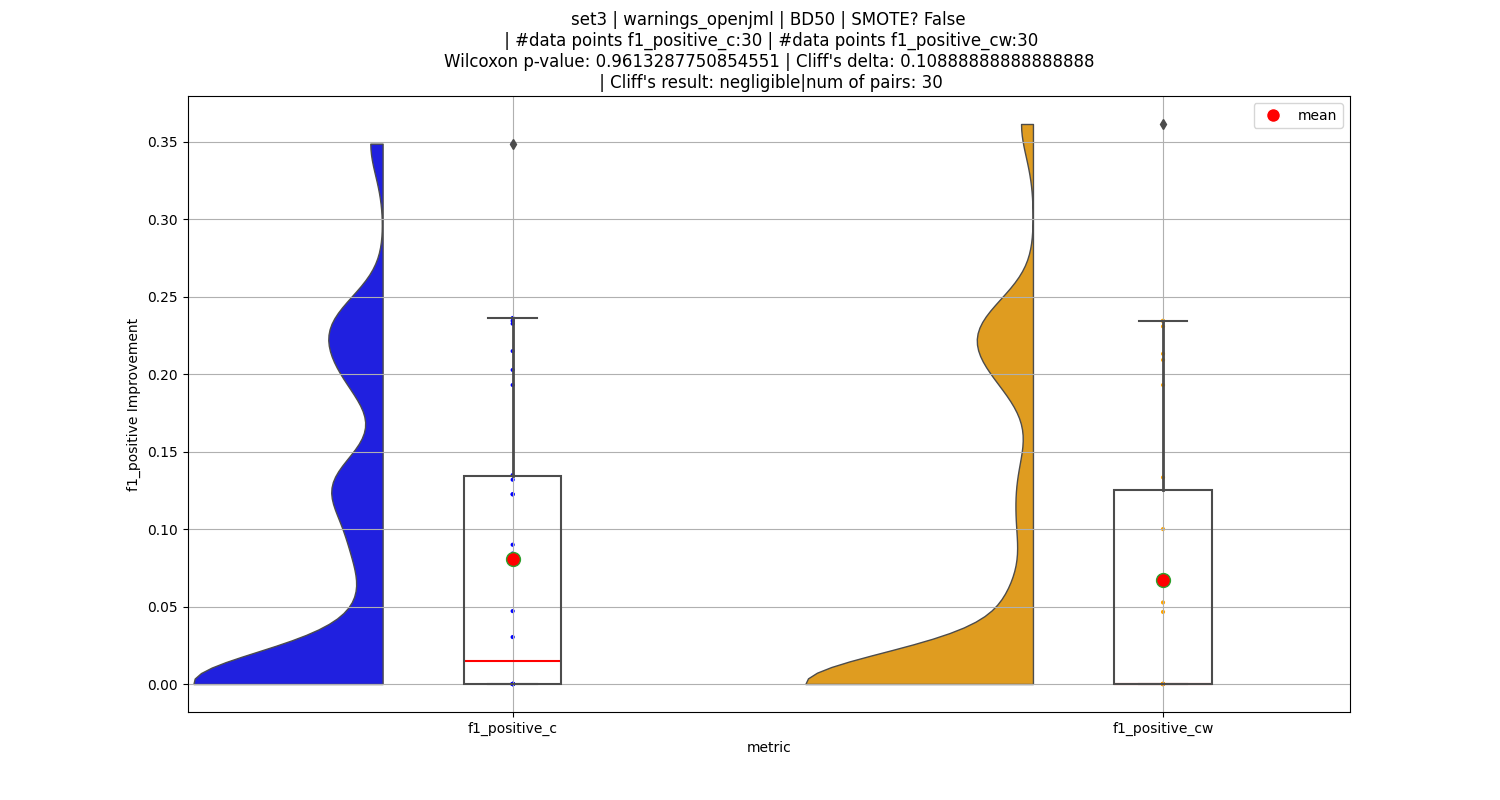 set3 | warnings_openjml | BD50 | SMOTE? False
| #data points f1_positive_c:30 | #data points f1_positive_cw:30
Wilcoxon p-value: 0.9613287750854551 | Cliff's delta: 0.10888888888888888
| Cliff's result: negligible|num of pairs: 30
mean
f1_positive Improvement
0.35
0.30
0.25
0.20
0.15
0.10
0.05
0.00
f1_positive_c
f1_positive_cw
metric